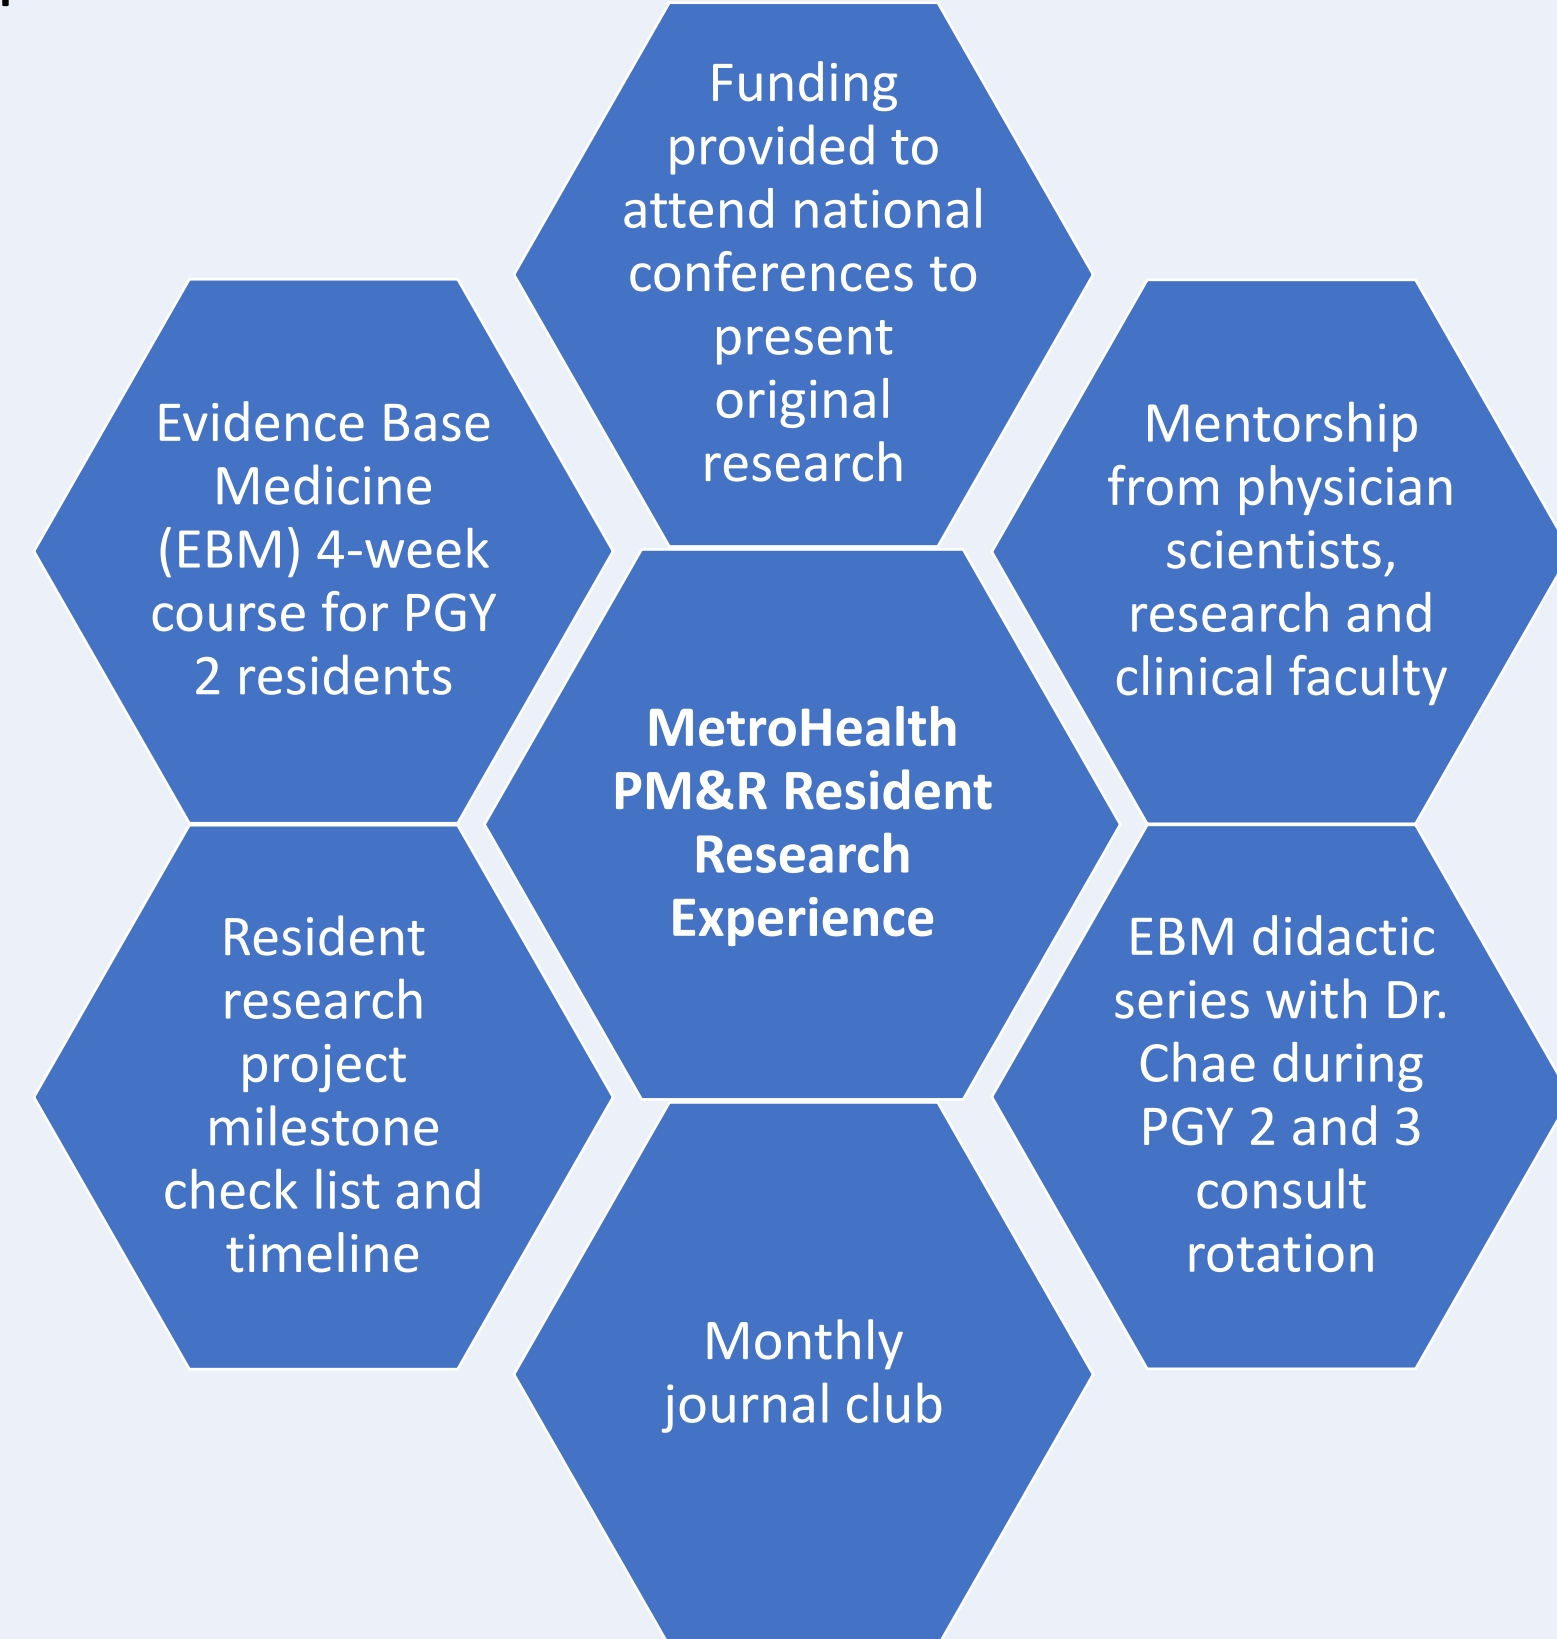 Funding
provided to
attend national
conferences to
present
original
research
Evidence Base
Medicine
(EBM) 4-week
course for PGY
2 residents
Mentorship
from physician
scientists,
research and
clinical faculty
MetroHealth
PM&R Resident
Research
Experience
Resident
research
project
milestone
check list and
timeline
EBM didactic
series with Dr.
Chae during
PGY 2 and 3
consult
rotation
Monthly
journal club